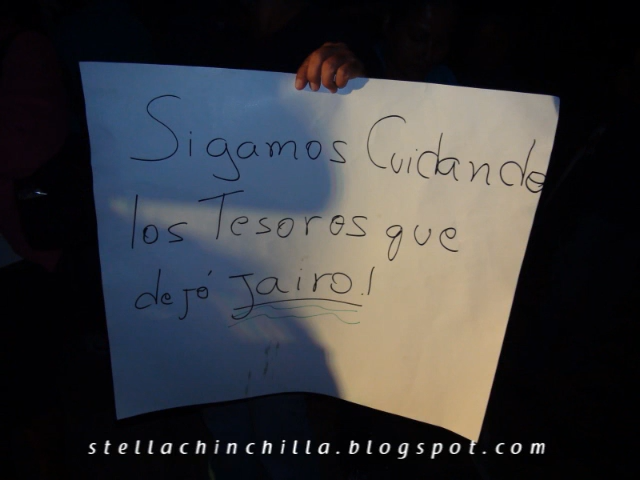 Sigamos Cuidando
los Tesoros que
dejó Jairo!
stellachinchilla.blogspot.com